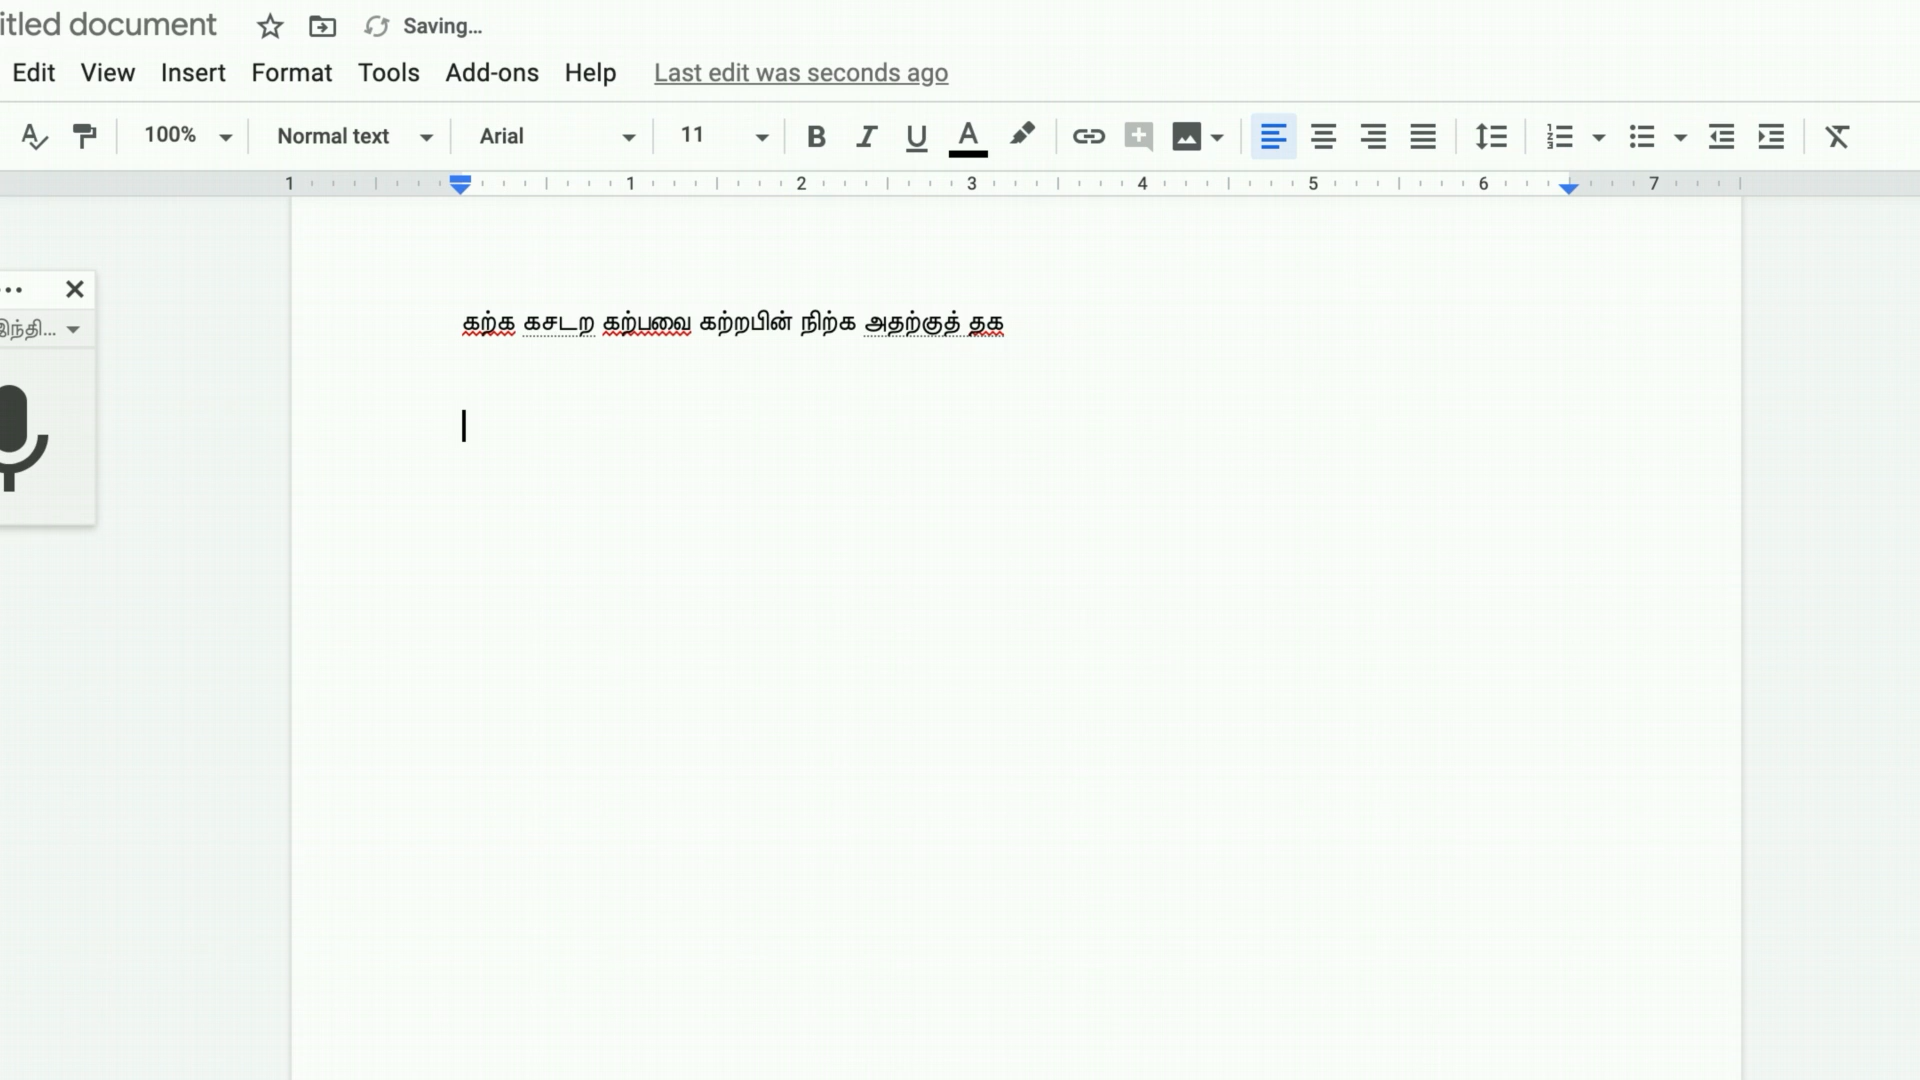 itled document Saving...
Edit View Insert Format Tools Add-ons Help Last edit was seconds ago
100% Normal text Arial 11 B I U A
1 1 2 3 4 5 6 7
கற்க கசடற கற்பவை கற்றபின் நிற்க அதற்குத் தக
இந்தி...